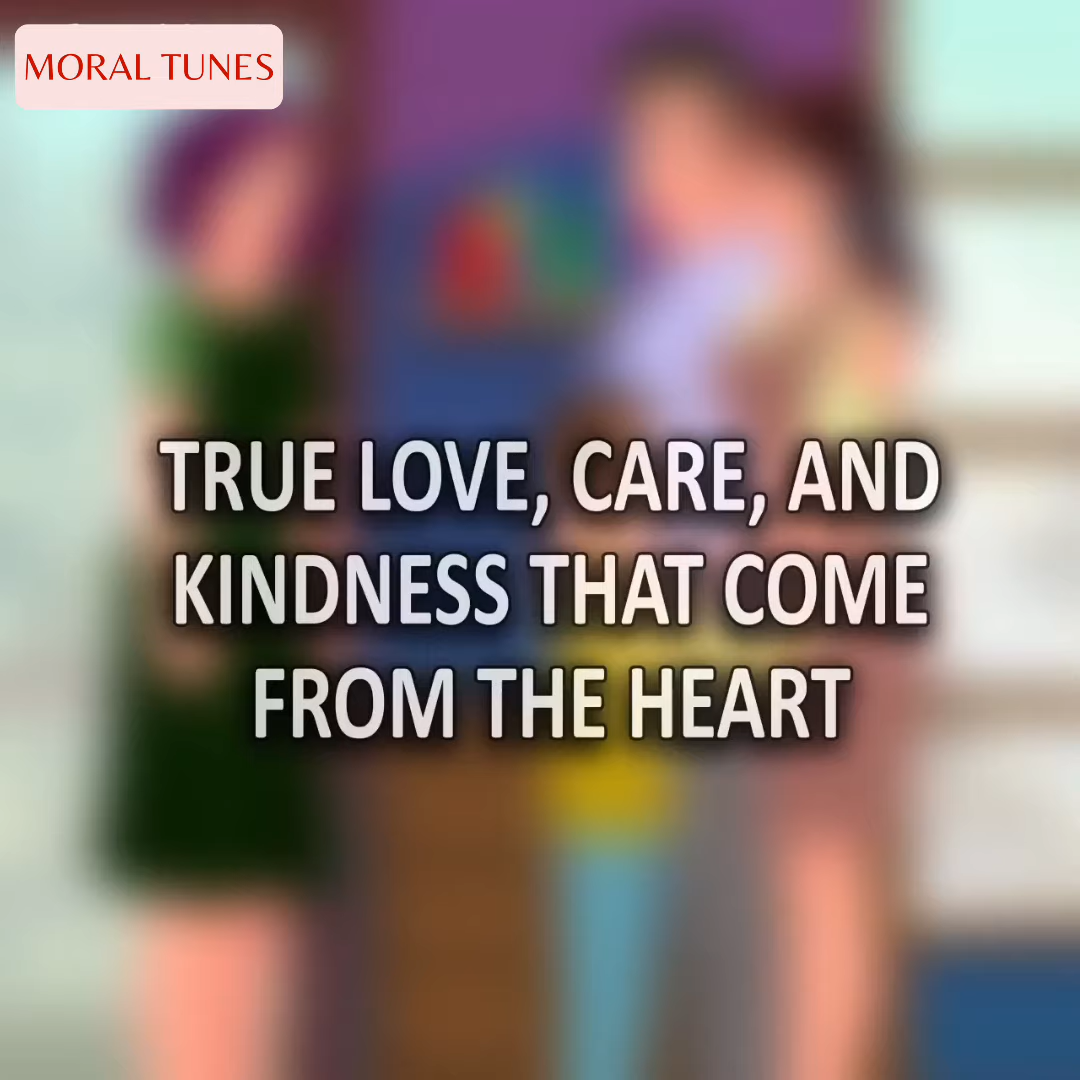 MORAL TUNES
TRUE LOVE, CARE, AND
KINDNESS THAT COME
FROM THE HEART